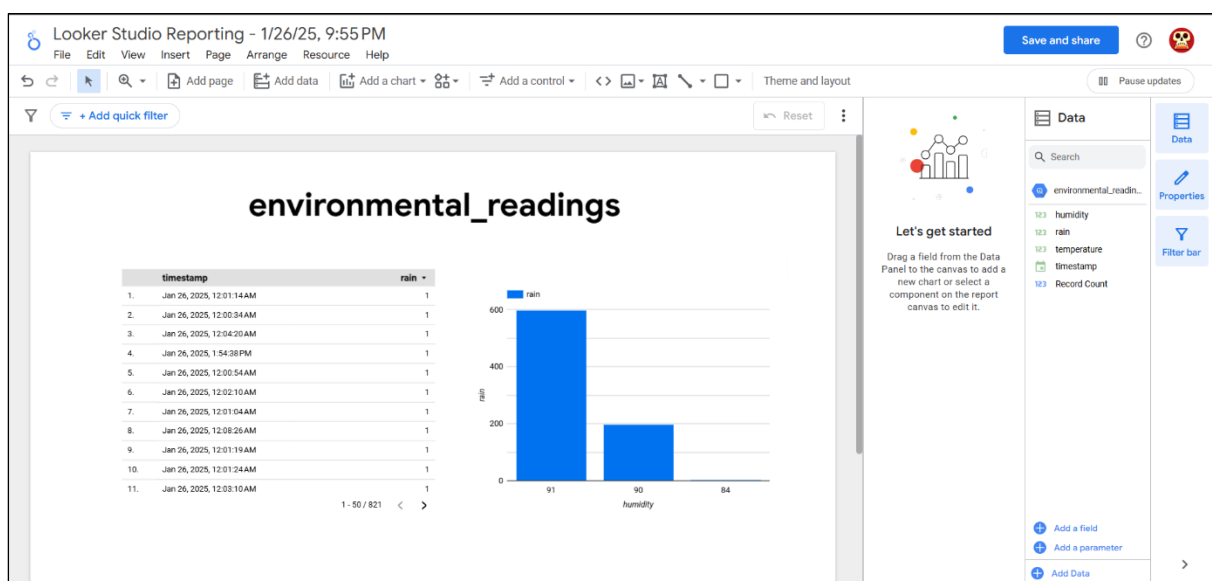 Looker Studio Reporting - 1/26/25, 9:55 PM
File Edit View Insert Page Arrange Resource Help
Save and share
Add page Add data Add a chart Add a control Theme and layout Pause updates
+ Add quick filter Reset
environmental_readings
timestamp rain
1. Jan 26, 2025, 12:01:14 AM 1
2. Jan 26, 2025, 12:00:34 AM 1
3. Jan 26, 2025, 12:04:20 AM 1
4. Jan 26, 2025, 1:54:38 PM 1
5. Jan 26, 2025, 12:00:54 AM 1
6. Jan 26, 2025, 12:02:10 AM 1
7. Jan 26, 2025, 12:01:04 AM 1
8. Jan 26, 2025, 12:08:26 AM 1
9. Jan 26, 2025, 12:01:19 AM 1
10. Jan 26, 2025, 12:01:24 AM 1
11. Jan 26, 2025, 12:03:10 AM 1
1 - 50 / 821
rain
600
400
200
0
rain
91 90 84
humidity
Let's get started
Drag a field from the Data
Panel to the canvas to add a
new chart or select a
component on the report
canvas to edit it.
Data
Search
environmental_readin...
123 humidity
123 rain
123 temperature
timestamp
123 Record Count
Add a field
Add a parameter
Add Data
Data
Properties
Filter bar